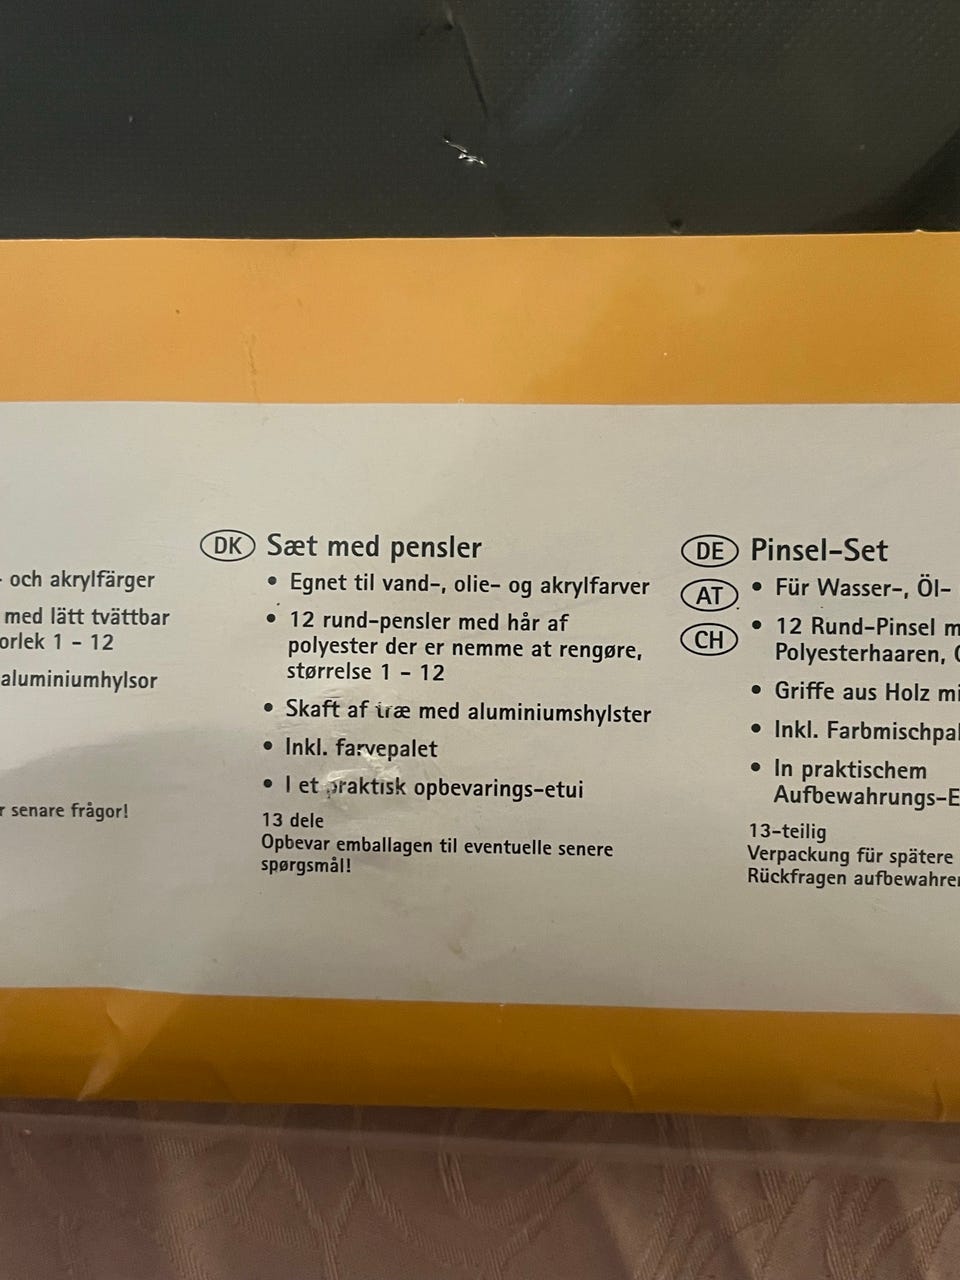 och akrylfärger
med lätt tvättbar
orlek 1 - 12
aluminiumhylsor
senare frågor!
DK Sæt med pensler
• Egnet til vand-, olie- og akrylfarver
• 12 rund-pensler med hår af
polyester der er nemme at rengøre,
størrelse 1 - 12
• Skaft af træ med aluminiumshylster
• Inkl. farvepalet
• I et praktisk opbevarings-etui
13 dele
Opbevar emballagen til eventuelle senere
spørgsmål!
DE AT CH Pinsel-Set
• Für Wasser-, Öl-
• 12 Rund-Pinsel m
Polyesterhaaren,
• Griffe aus Holz mi
• Inkl. Farbmischpal
• In praktischem
Aufbewahrungs-E
13-teilig
Verpackung für spätere
Rückfragen aufbewahren